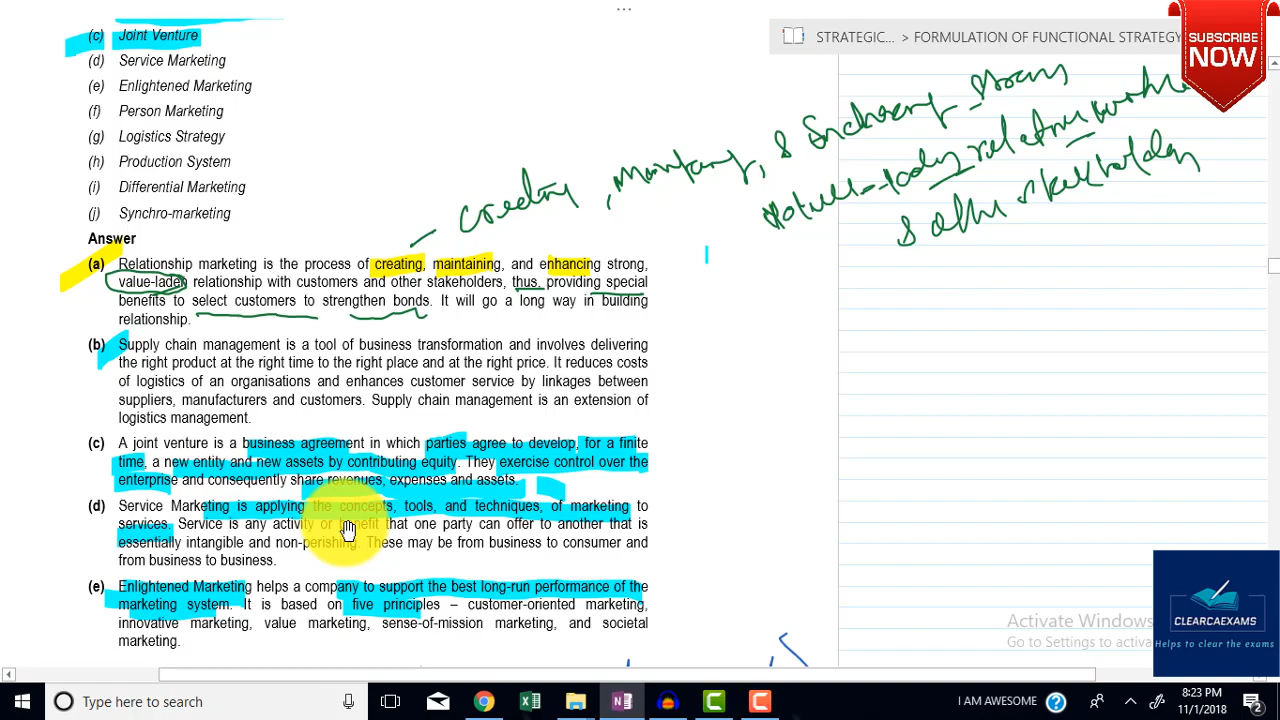 (c) Joint Venture
(d) Service Marketing
(e) Enlightened Marketing
(f) Person Marketing
(g) Logistics Strategy
(h) Production System
(i) Differential Marketing
(j) Synchro-marketing
STRATEGIC... > FORMULATION OF FUNCTIONAL STRATEGY
SUBSCRIBE
NOW
creating
Answer
(a) Relationship marketing is the process of creating, maintaining, and enhancing strong,
value-laden relationship with customers and other stakeholders, thus, providing special
benefits to select customers to strengthen bonds. It will go a long way in building
relationship.
(b) Supply chain management is a tool of business transformation and involves delivering
the right product at the right time to the right place and at the right price. It reduces costs
of logistics of an organisations and enhances customer service by linkages between
suppliers, manufacturers and customers. Supply chain management is an extension of
logistics management.
(c) A joint venture is a business agreement in which parties agree to develop, for a finite
time, a new entity and new assets by contributing equity. They exercise control over the
enterprise and consequently share revenues, expenses and assets.
(d) Service Marketing is applying the concepts, tools, and techniques, of marketing to
services. Service is any activity or benefit that one party can offer to another that is
essentially intangible and non-perishing. These may be from business to consumer and
from business to business.
(e) Enlightened Marketing helps a company to support the best long-run performance of the
marketing system. It is based on five principles – customer-oriented marketing,
innovative marketing, value marketing, sense-of-mission marketing, and societal
marketing.
Activate Windows
Go to Settings to activa
CLEARCAEXAMS
Helps to clear the exams
Type here to search
I AM AWESOME
8:23 PM
11/1/2018
2